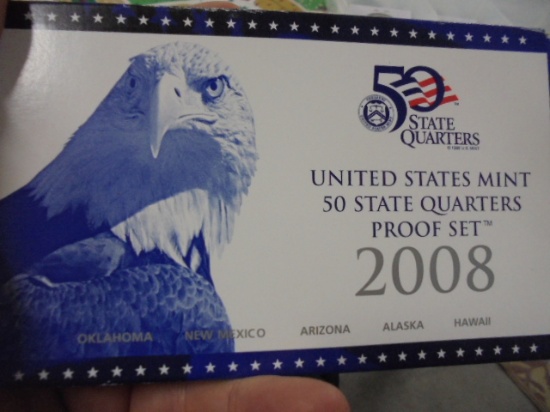 50
STATE
QUARTERS
UNITED STATES MINT
50 STATE QUARTERS
PROOF SET™
2008
OKLAHOMA NEW MEXICO ARIZONA ALASKA HAWAII